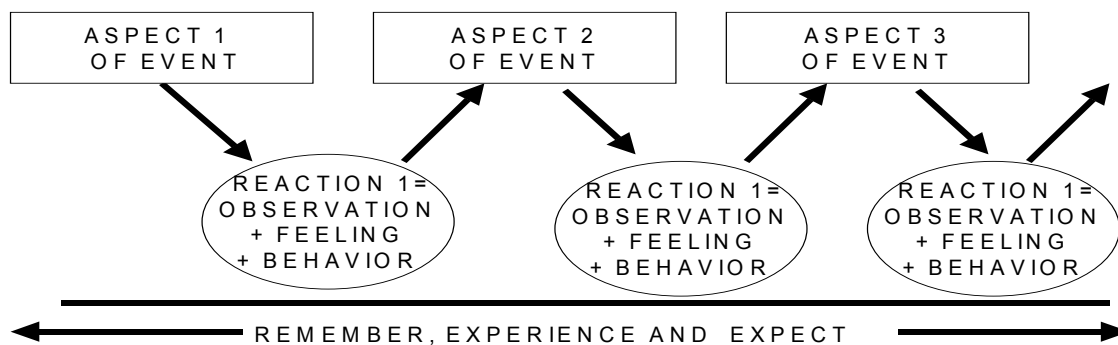 ASPECT 1
OF EVENT
ASPECT 2
OF EVENT
ASPECT 3
OF EVENT
REACTION 1=
OBSERVATION
+ FEELING
+ BEHAVIOR
REACTION 1=
OBSERVATION
+ FEELING
+ BEHAVIOR
REACTION 1=
OBSERVATION
+ FEELING
+ BEHAVIOR
REMEMBER, EXPERIENCE AND EXPECT